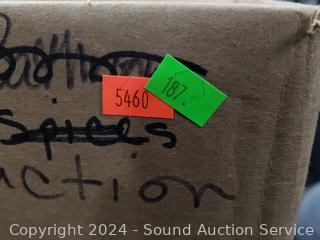 5460 187.
Spices
uction
Copyright 2024 - Sound Auction Service